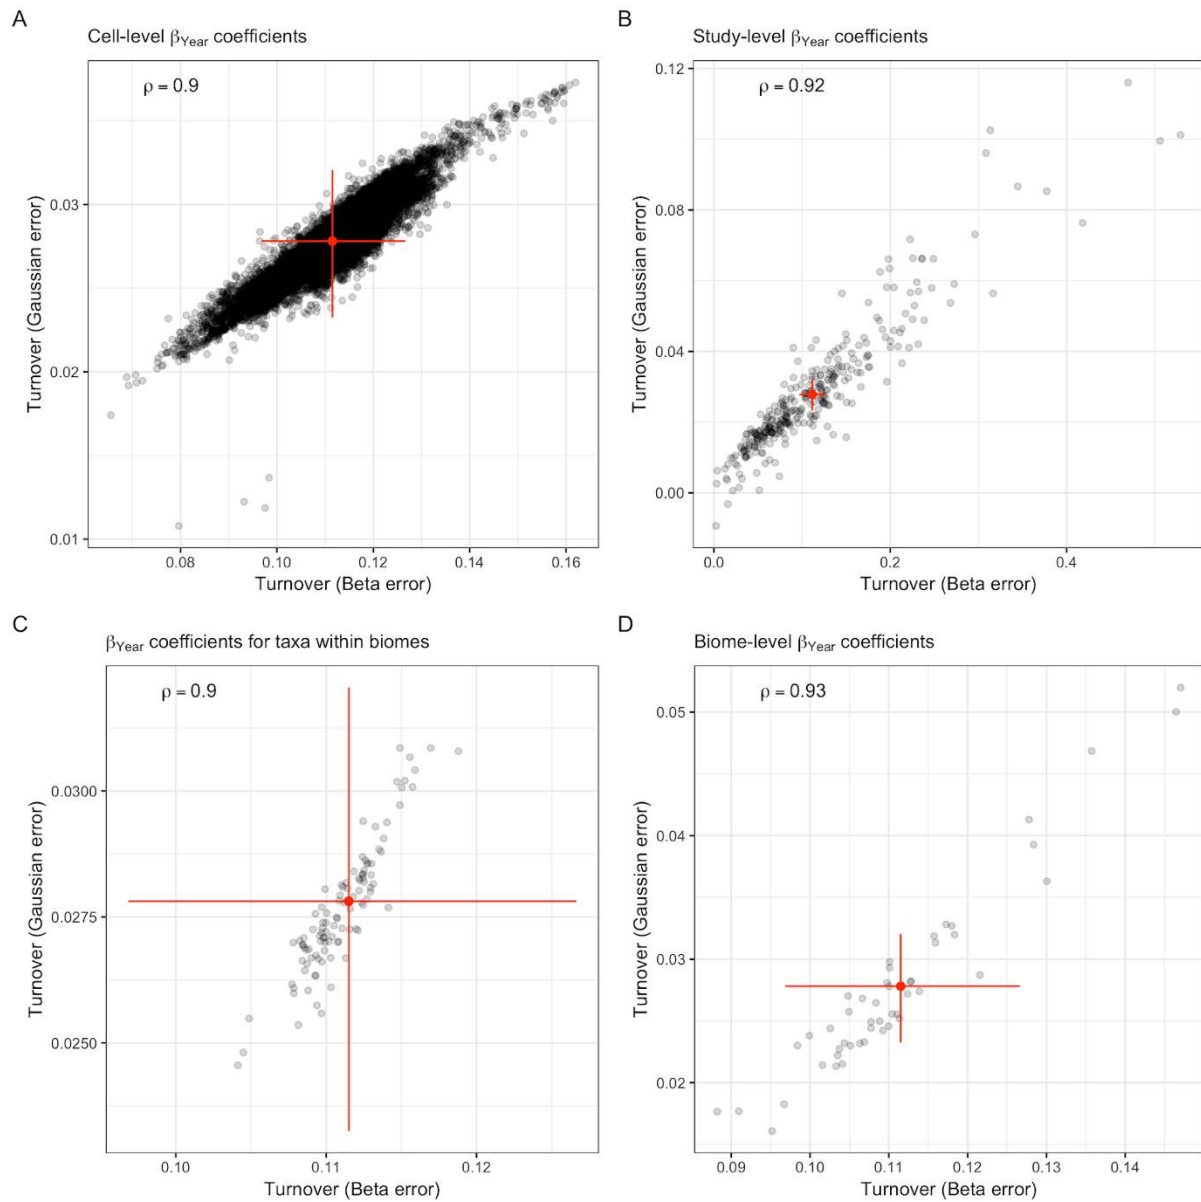 A
Cell-level βYear coefficients
ρ = 0.9
0.03
0.02
0.01
Turnover (Gaussian error)
0.08 0.10 0.12 0.14 0.16
Turnover (Beta error)
B
Study-level βYear coefficients
ρ = 0.92
0.12
0.08
0.04
0.00
Turnover (Gaussian error)
0.0 0.2 0.4
Turnover (Beta error)
C
βYear coefficients for taxa within biomes
ρ = 0.9
0.0300
0.0275
0.0250
Turnover (Gaussian error)
0.10 0.11 0.12
Turnover (Beta error)
D
Biome-level βYear coefficients
ρ = 0.93
0.05
0.04
0.03
0.02
Turnover (Gaussian error)
0.09 0.10 0.11 0.12 0.13 0.14
Turnover (Beta error)